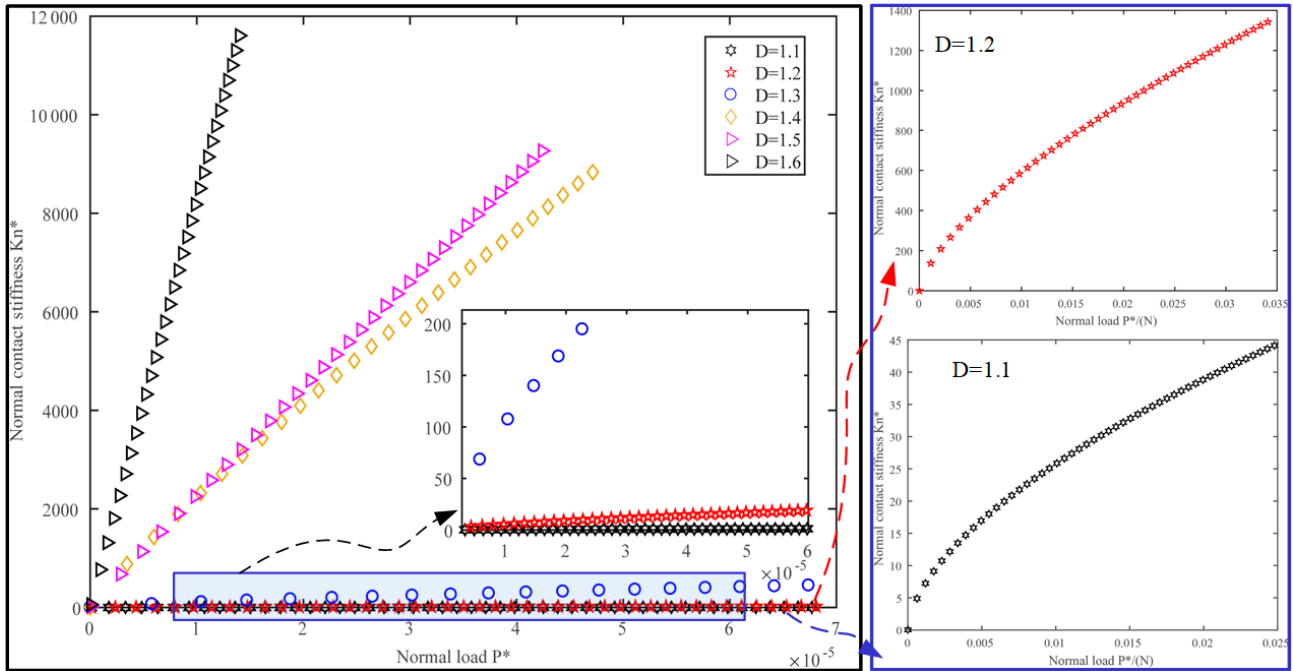 12 000
10 000
8000
6000
4000
2000
0
Normal contact stiffness Kn*
D=1.1
D=1.2
D=1.3
D=1.4
D=1.5
D=1.6
200
150
100
50
0
1 2 3 4 5 6
× 10⁻⁵
0 1 2 3 4 5 6 7
Normal load P*
× 10⁻⁵
D=1.2
1400
1200
1000
800
600
400
200
0
Normal contact stiffness Kn*
0 0.005 0.01 0.015 0.02 0.025 0.03 0.035
Normal load P*/(N)
D=1.1
45
40
35
30
25
20
15
10
5
0
Normal contact stiffness Kn*
0.005 0.01 0.015 0.02 0.025
Normal load P*/(N)